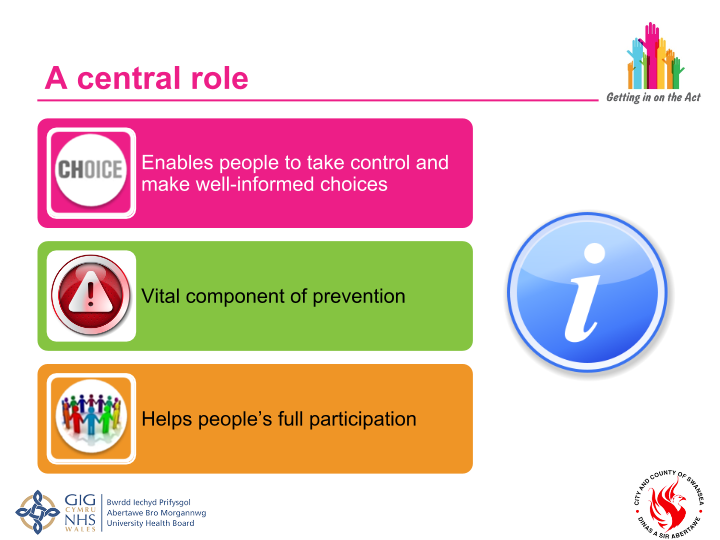 A central role
Getting in on the Act
CHOICE
Enables people to take control and
make well-informed choices
!
Vital component of prevention
i
Helps people’s full participation
GIG
CYMRU
NHS
WALES
Bwrdd Iechyd Prifysgol
Abertawe Bro Morgannwg
University Health Board
CITY AND COUNTY OF SWANSEA
DINAS A SIR ABERTAWE